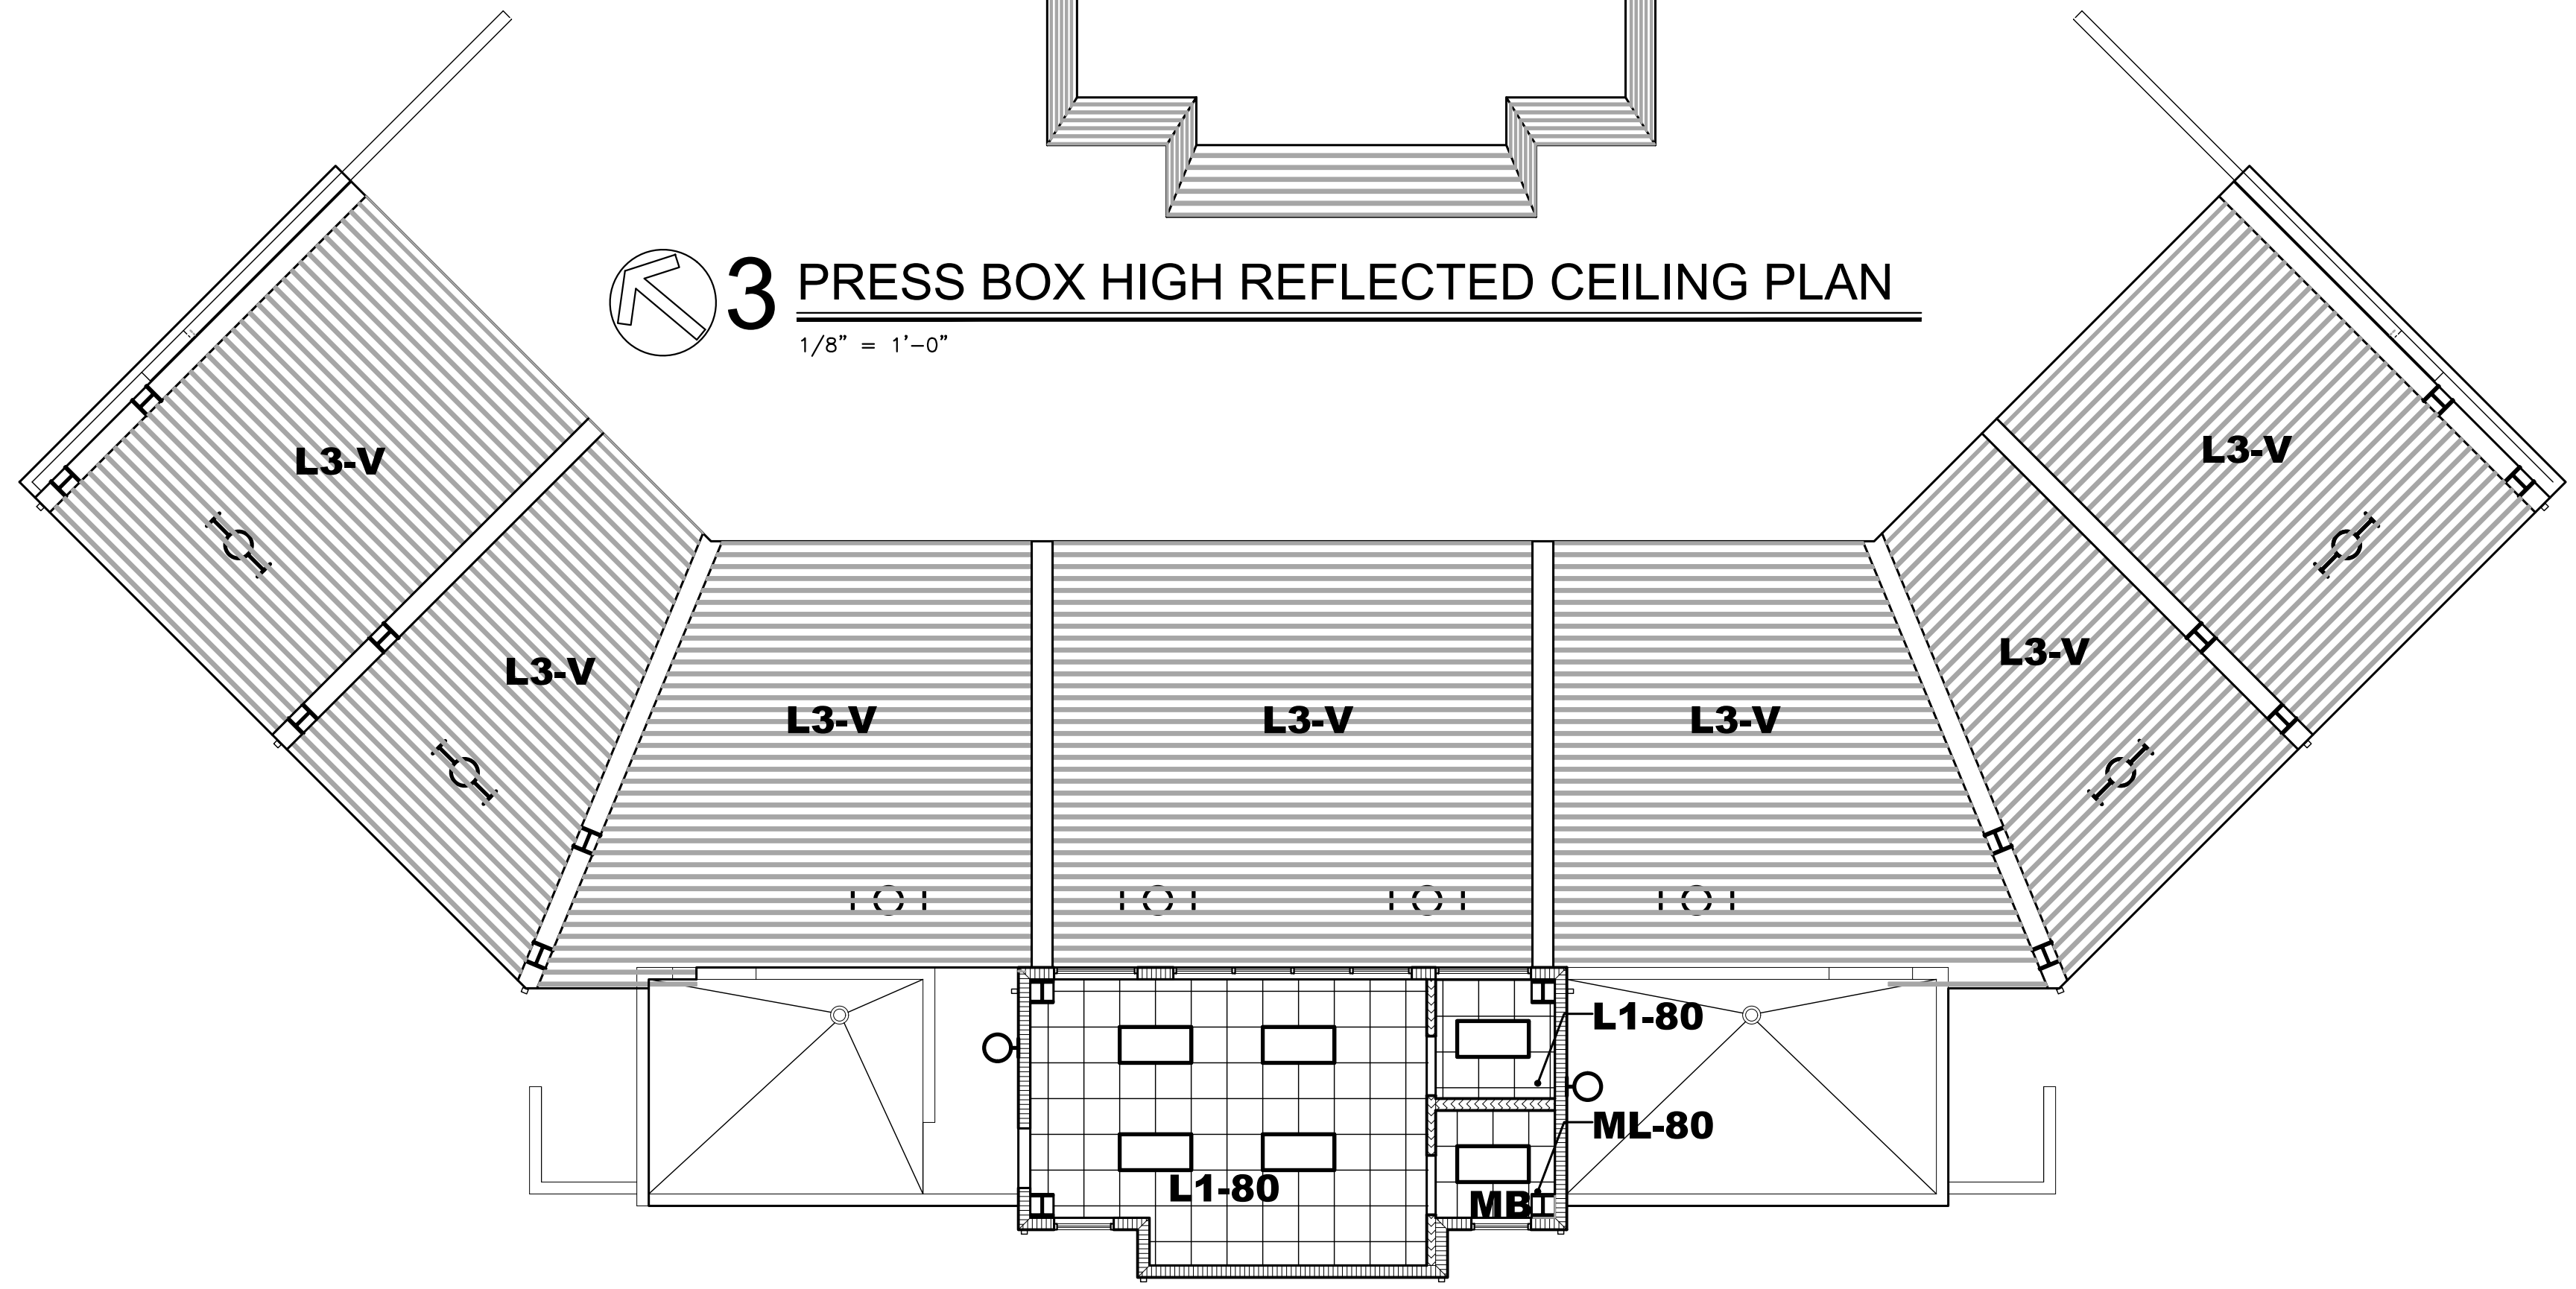 3 PRESS BOX HIGH REFLECTED CEILING PLAN
1/8" = 1'-0"
L3-V
L3-V
L3-V
L3-V
L3-V
L3-V
L3-V
L1-80
ML-80
L1-80
MB